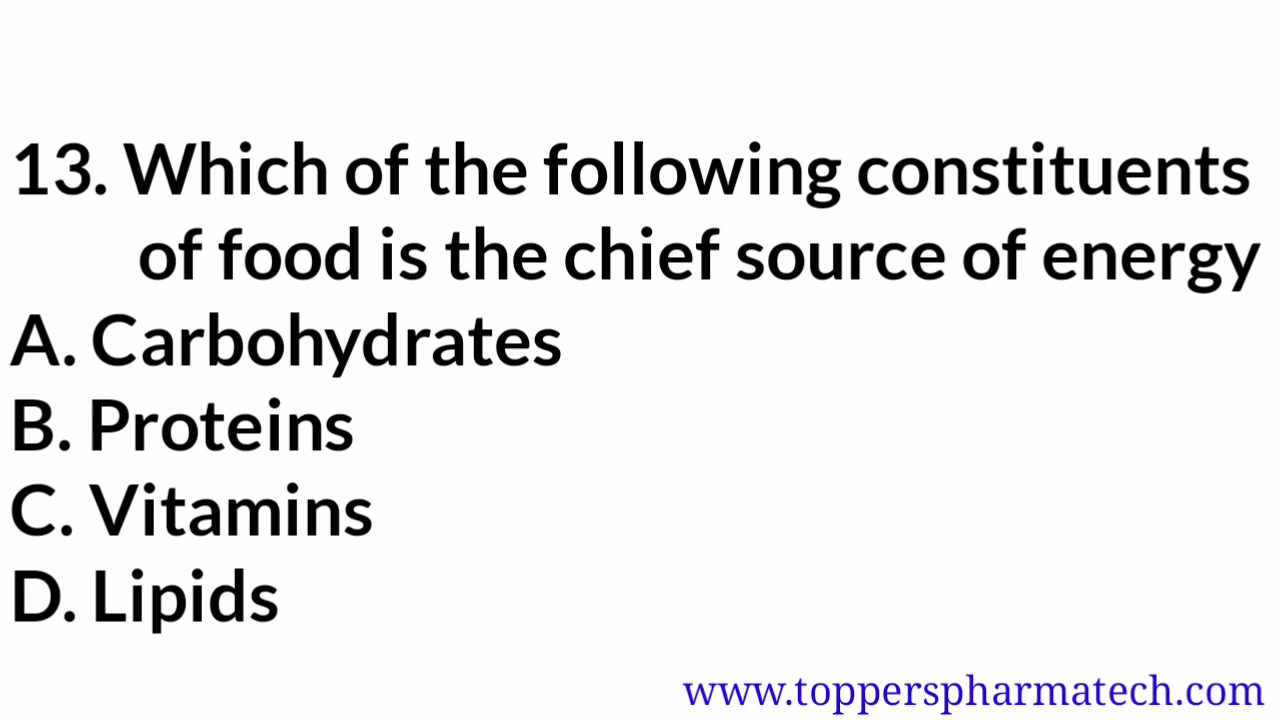 13. Which of the following constituents
of food is the chief source of energy
A. Carbohydrates
B. Proteins
C. Vitamins
D. Lipids
www.topperspharmatech.com